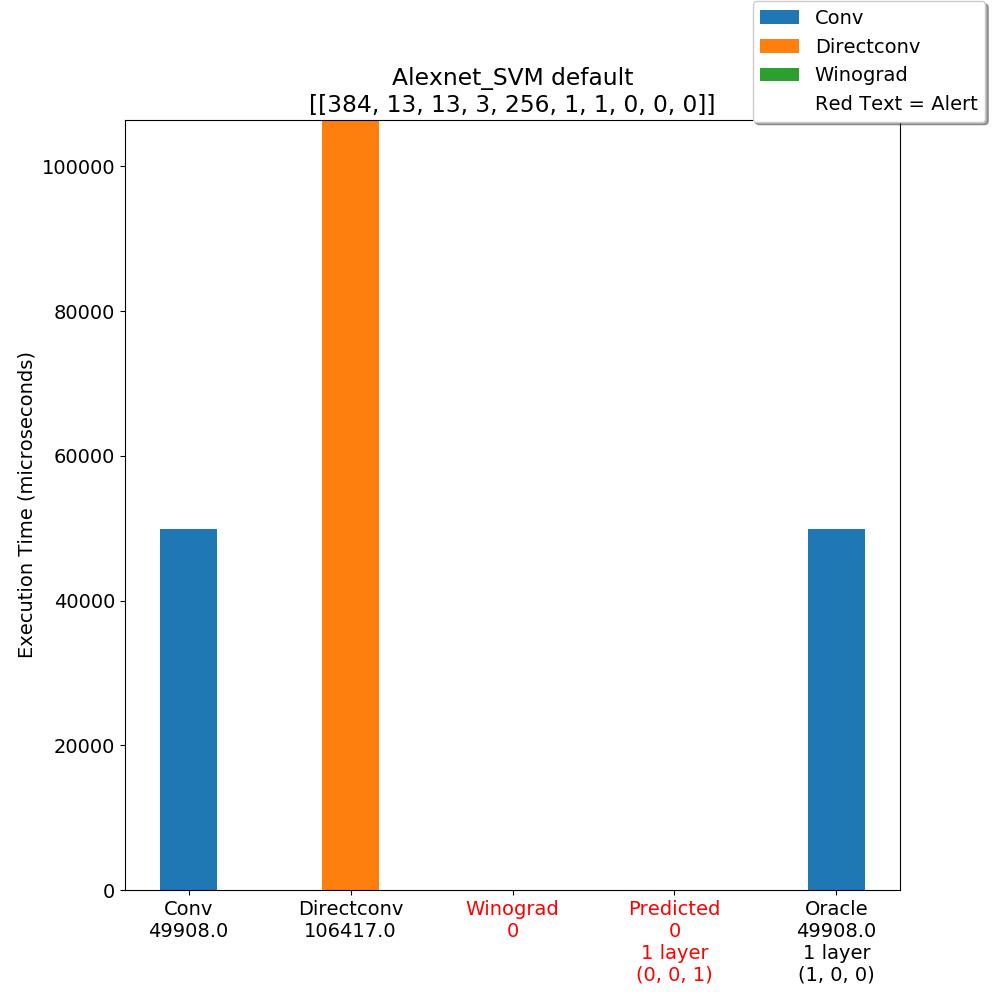 Conv
Directconv
Winograd
Red Text = Alert
Alexnet_SVM default
[[384, 13, 13, 3, 256, 1, 1, 0, 0, 0]]
Execution Time (microseconds)
100000
80000
60000
40000
20000
0
Conv
49908.0
Directconv
106417.0
Winograd
0
Predicted
0
1 layer
(0, 0, 1)
Oracle
49908.0
1 layer
(1, 0, 0)